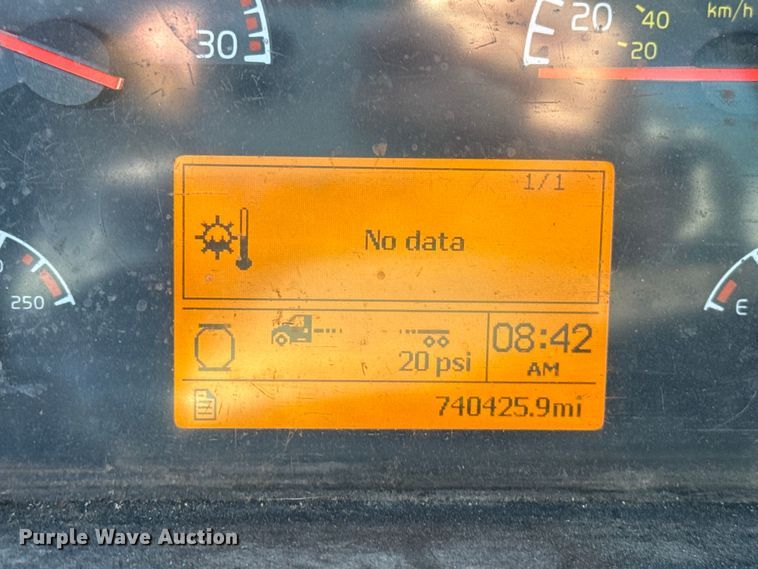 30
20
40
20
km/h
1/1
No data
250
E
20 psi
08:42
AM
740425.9mi
Purple Wave Auction